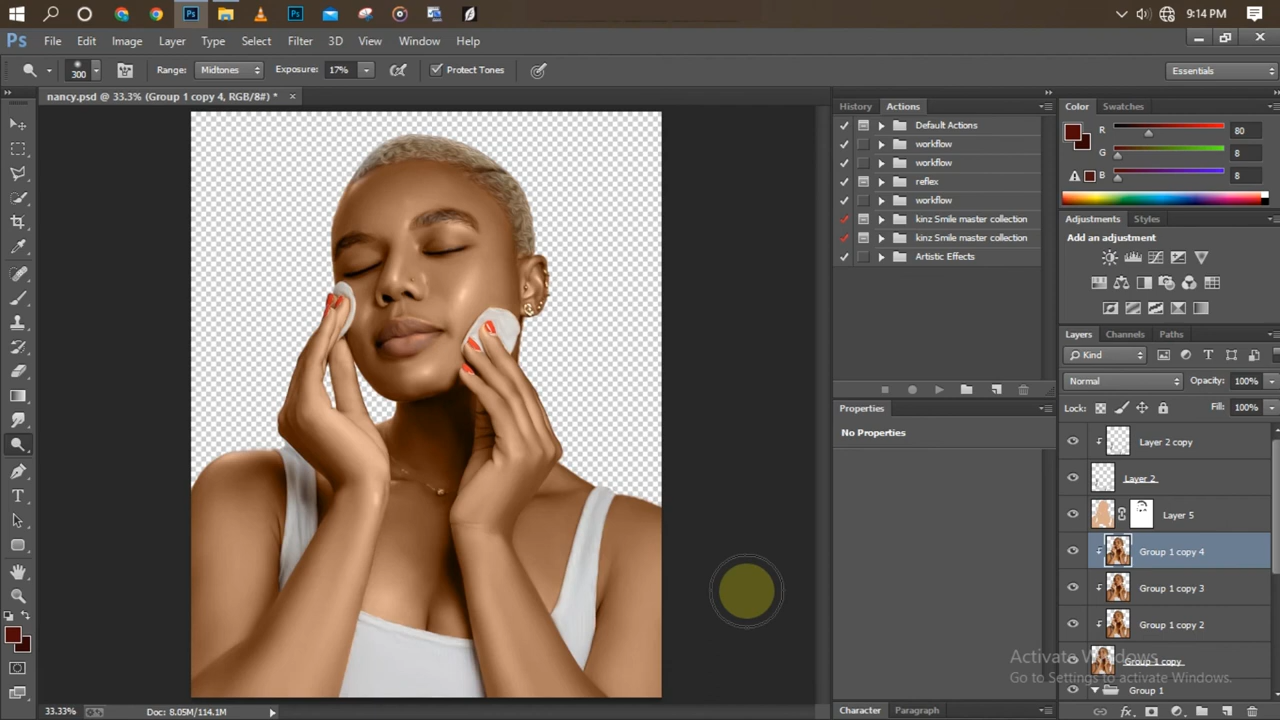 9:14 PM
Ps File Edit Image Layer Type Select Filter 3D View Window Help
300 Range: Midtones Exposure: 17% Protect Tones Essentials
nancy.psd @ 33.3% (Group 1 copy 4, RGB/8#) * ×
History Actions
Default Actions
workflow
workflow
reflex
workflow
kinz Smile master collection
kinz Smile master collection
Artistic Effects
Properties
No Properties
Character Paragraph
Color Swatches
R 80
G 8
B 8
Adjustments Styles
Add an adjustment
Layers Channels Paths
Kind
Normal Opacity: 100%
Lock: Fill: 100%
Layer 2 copy
Layer 2
Layer 5
Group 1 copy 4
Group 1 copy 3
Group 1 copy 2
Group 1 copy
Group 1
Activate Windows
Go to Settings to activate Windows.
33.33% Doc: 8.05M/114.1M